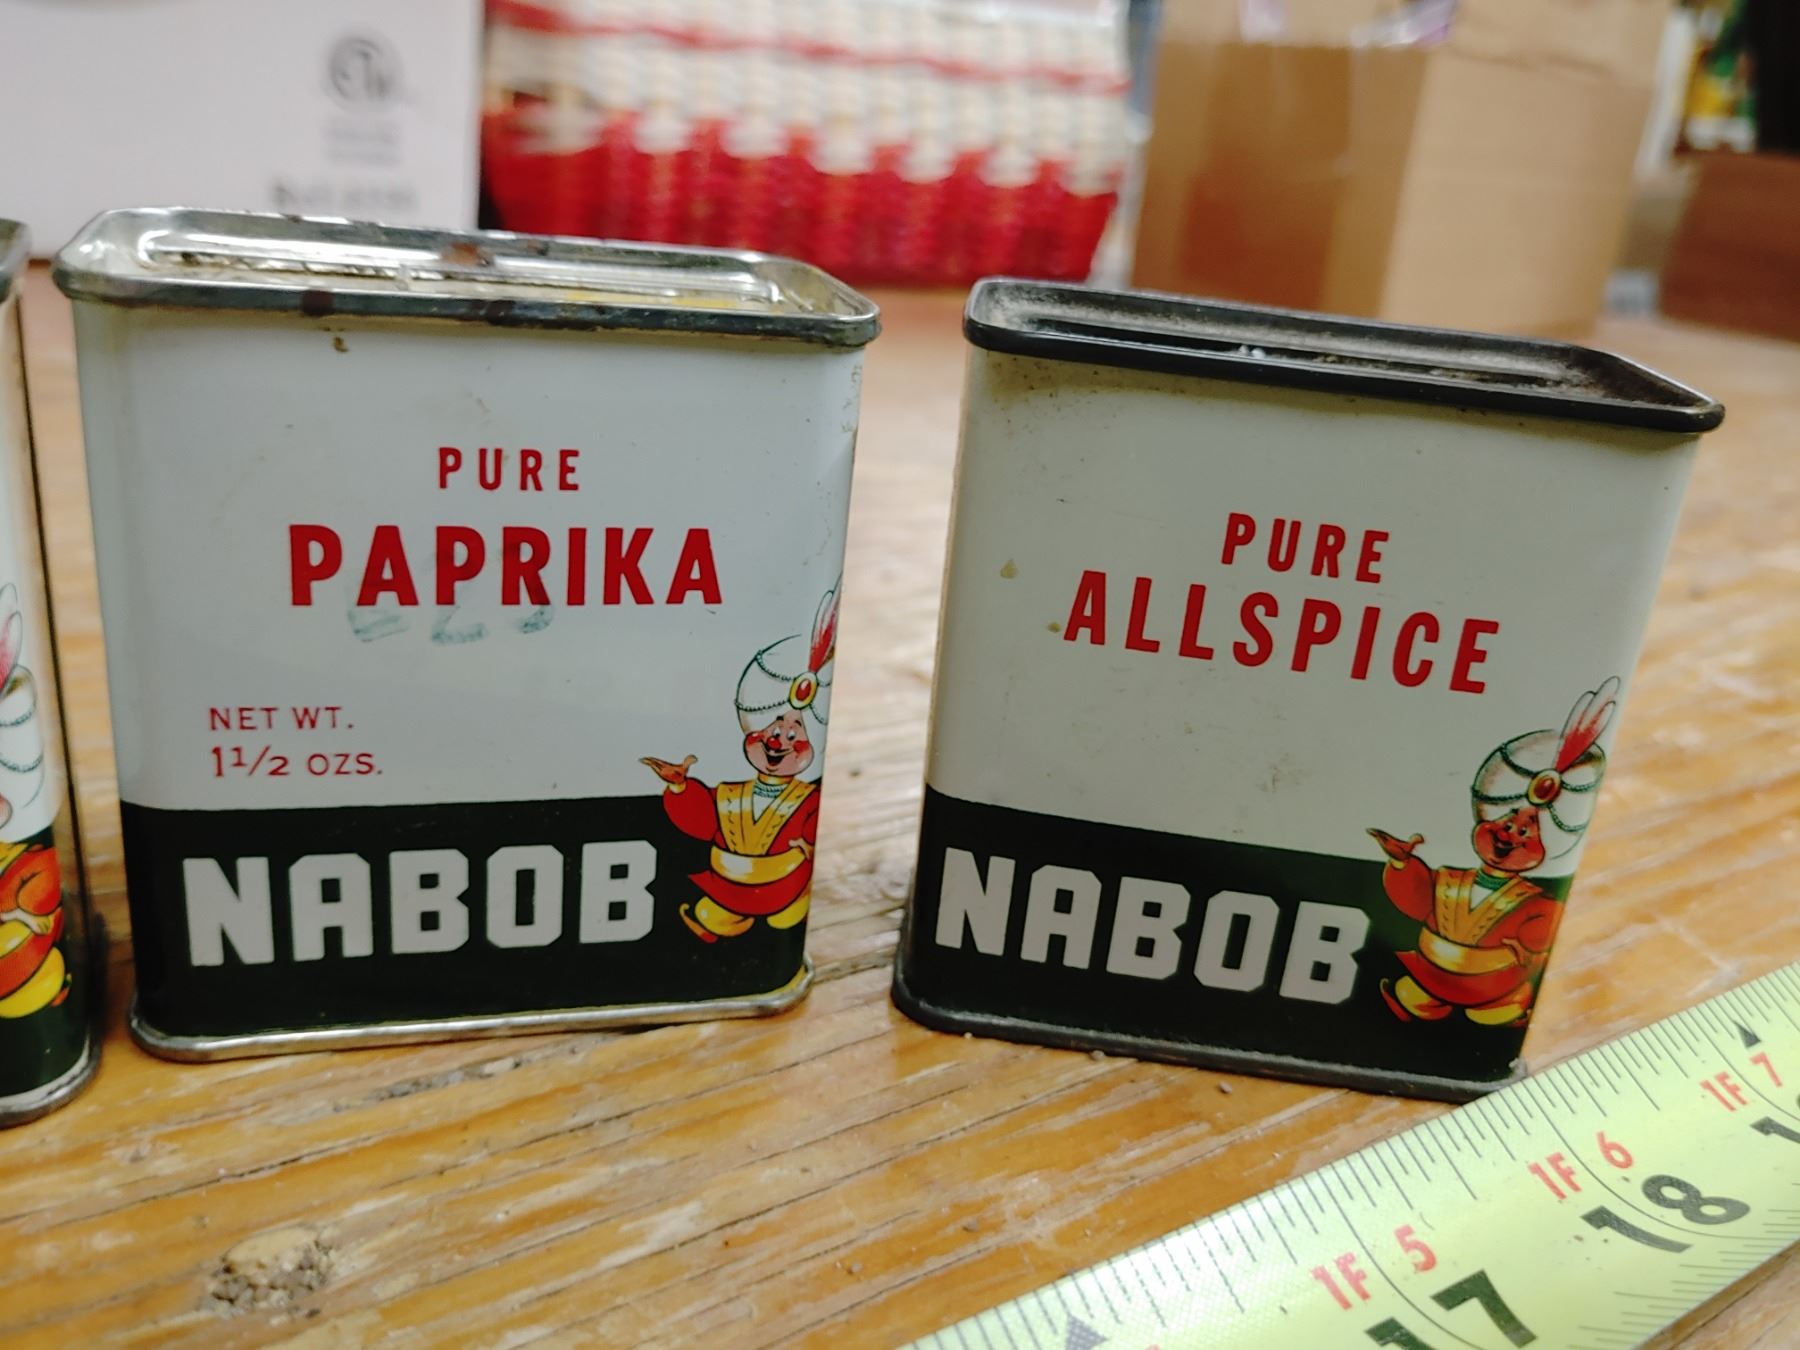 PURE
PAPRIKA
NET WT.
1 1/2 OZS.
NABOB
PURE
ALLSPICE
NABOB
1F 5
17
1F 6
18
1F 7